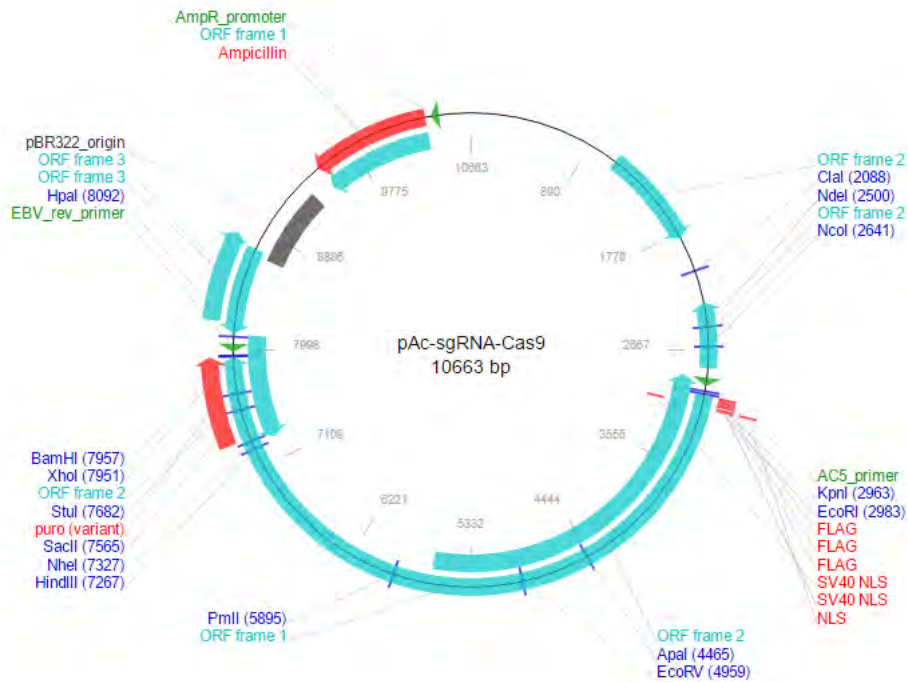 AmpR_promoter
ORF frame 1
Ampicillin
pBR322_origin
ORF frame 3
ORF frame 3
HpaI (8092)
EBV_rev_primer
10663
890
1778
2667
3555
4444
5332
6221
7108
7998
8886
9775
pAc-sgRNA-Cas9
10663 bp
ORF frame 2
ClaI (2088)
NdeI (2500)
ORF frame 2
NcoI (2641)
BamHI (7957)
XhoI (7951)
ORF frame 2
StuI (7682)
puro (variant)
SacII (7565)
NheI (7327)
HindIII (7267)
AC5_primer
KpnI (2963)
EcoRI (2983)
FLAG
FLAG
FLAG
SV40 NLS
SV40 NLS
NLS
PmlI (5895)
ORF frame 1
ORF frame 2
ApaI (4465)
EcoRV (4959)